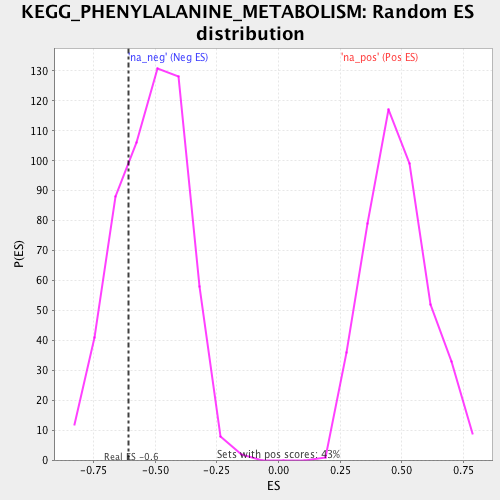 KEGG_PHENYLALANINE_METABOLISM: Random ES
distribution
'na_neg' (Neg ES)
'na_pos' (Pos ES)
130
120
110
100
90
80
70
60
50
40
30
20
10
0
P(ES)
Real ES -0.6
Sets with pos scores: 43%
-0.75
-0.50
-0.25
0.00
0.25
0.50
0.75
ES